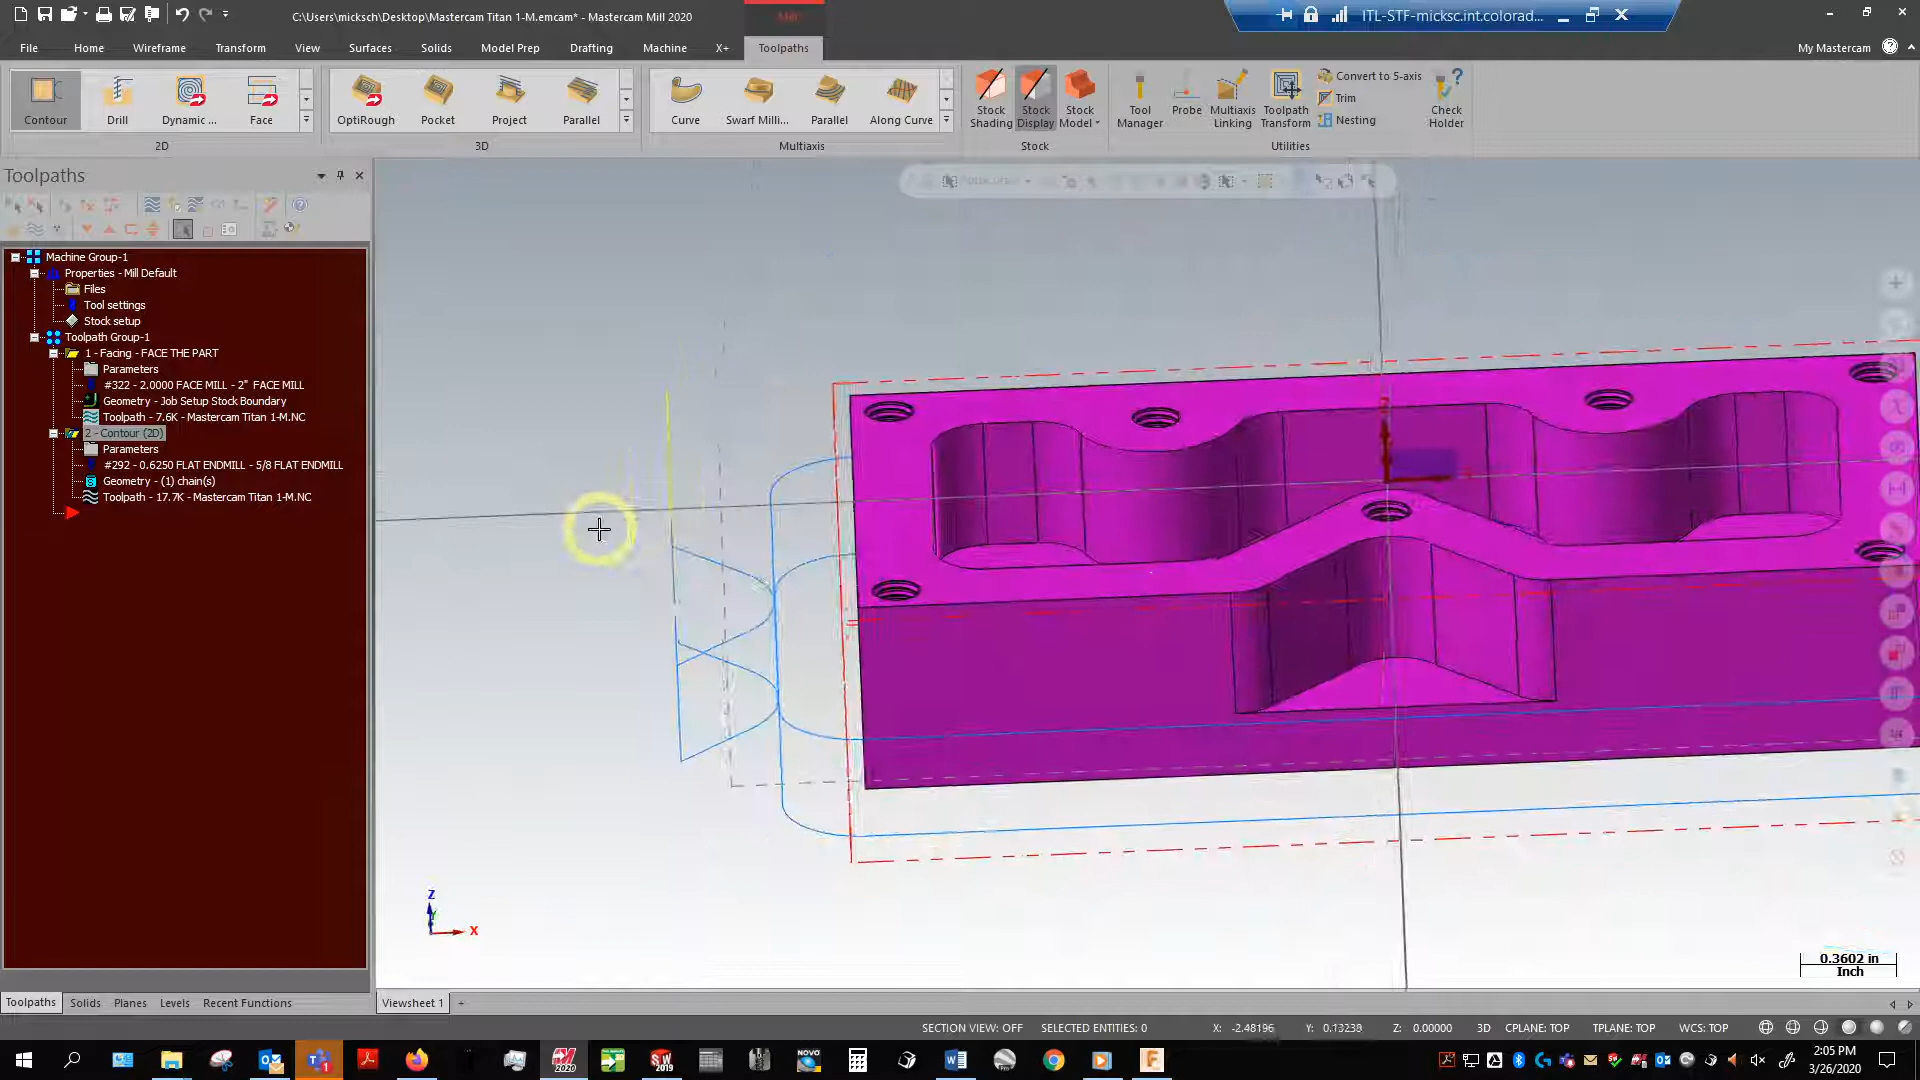 C:\Users\micksch\Desktop\Mastercam Titan 1-M.emcam* - Mastercam Mill 2020
Mill
ITL-STF-micksc.int.colorad...
File Home Wireframe Transform View Surfaces Solids Model Prep Drafting Machine X+ Toolpaths
My Mastercam
Contour Drill Dynamic ... Face
2D
OptiRough Pocket Project Parallel
3D
Curve Swarf Milli... Parallel Along Curve
Multiaxis
Stock Shading
Stock Display
Stock Model
Stock
Tool Manager
Probe
Multiaxis Linking
Toolpath Transform
Convert to 5-axis
Trim
Nesting
Check Holder
Utilities
Toolpaths
Machine Group-1
Properties - Mill Default
Files
Tool settings
Stock setup
Toolpath Group-1
1 - Facing - FACE THE PART
Parameters
#322 - 2.0000 FACE MILL - 2" FACE MILL
Geometry - Job Setup Stock Boundary
Toolpath - 7.6K - Mastercam Titan 1-M.NC
2 - Contour (2D)
Parameters
#292 - 0.6250 FLAT ENDMILL - 5/8 FLAT ENDMILL
Geometry - (1) chain(s)
Toolpath - 17.7K - Mastercam Titan 1-M.NC
Z
X
0.3602 in
Inch
Toolpaths Solids Planes Levels Recent Functions
Viewsheet 1 +
SECTION VIEW: OFF SELECTED ENTITIES: 0 X: -2.48196 Y: 0.13238 Z: 0.00000 3D CPLANE: TOP TPLANE: TOP WCS: TOP
2:05 PM
3/26/2020